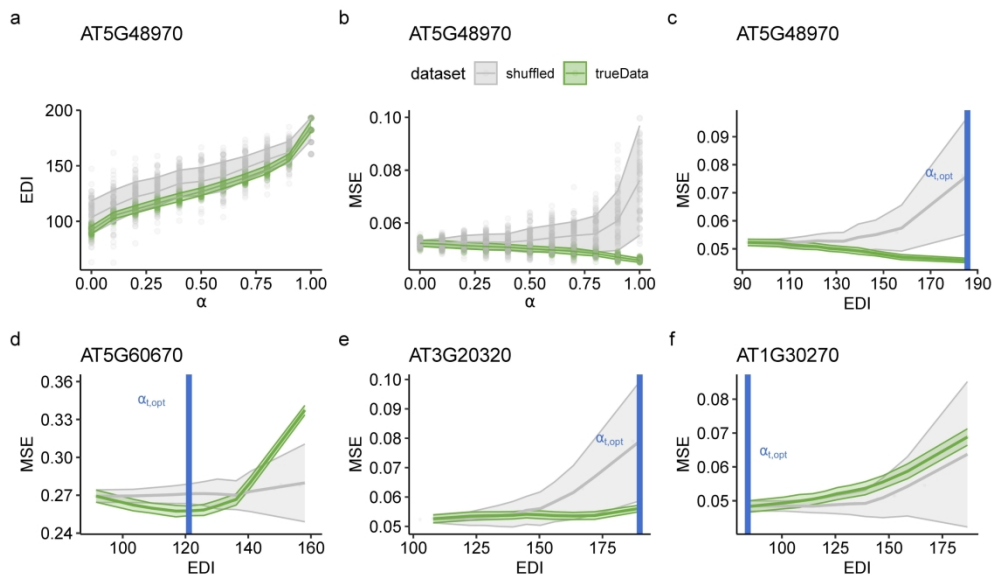 a
AT5G48970
b
AT5G48970
c
AT5G48970
dataset shuffled trueData
EDI
200
150
100
0.00 0.25 0.50 0.75 1.00
α
MSE
0.10
0.08
0.06
0.00 0.25 0.50 0.75 1.00
α
MSE
0.09
0.08
0.07
0.06
0.05
αt,opt
90 110 130 150 170 190
EDI
d
AT5G60670
e
AT3G20320
f
AT1G30270
MSE
0.36
0.33
0.30
0.27
0.24
αt,opt
100 120 140 160
EDI
MSE
0.10
0.09
0.08
0.07
0.06
0.05
αt,opt
100 125 150 175
EDI
MSE
0.08
0.07
0.06
0.05
αt,opt
100 125 150 175
EDI